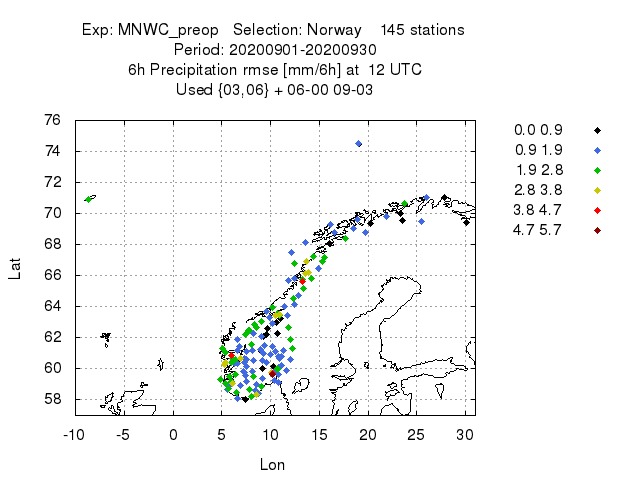 Exp: MNWC_preop   Selection: Norway    145 stations
Period: 20200901-20200930
6h Precipitation rmse [mm/6h] at  12 UTC
Used {03,06} + 06-00 09-03
76
74
72
70
68
66
64
62
60
58
-10 -5 0 5 10 15 20 25 30
Lat
Lon
0.0 0.9
0.9 1.9
1.9 2.8
2.8 3.8
3.8 4.7
4.7 5.7